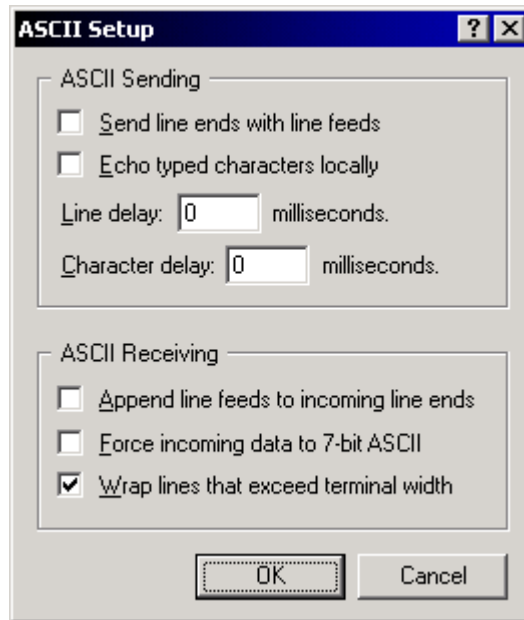 ASCII Setup
ASCII Sending
Send line ends with line feeds
Echo typed characters locally
Line delay: 0 milliseconds.
Character delay: 0 milliseconds.
ASCII Receiving
Append line feeds to incoming line ends
Force incoming data to 7-bit ASCII
Wrap lines that exceed terminal width
OK Cancel